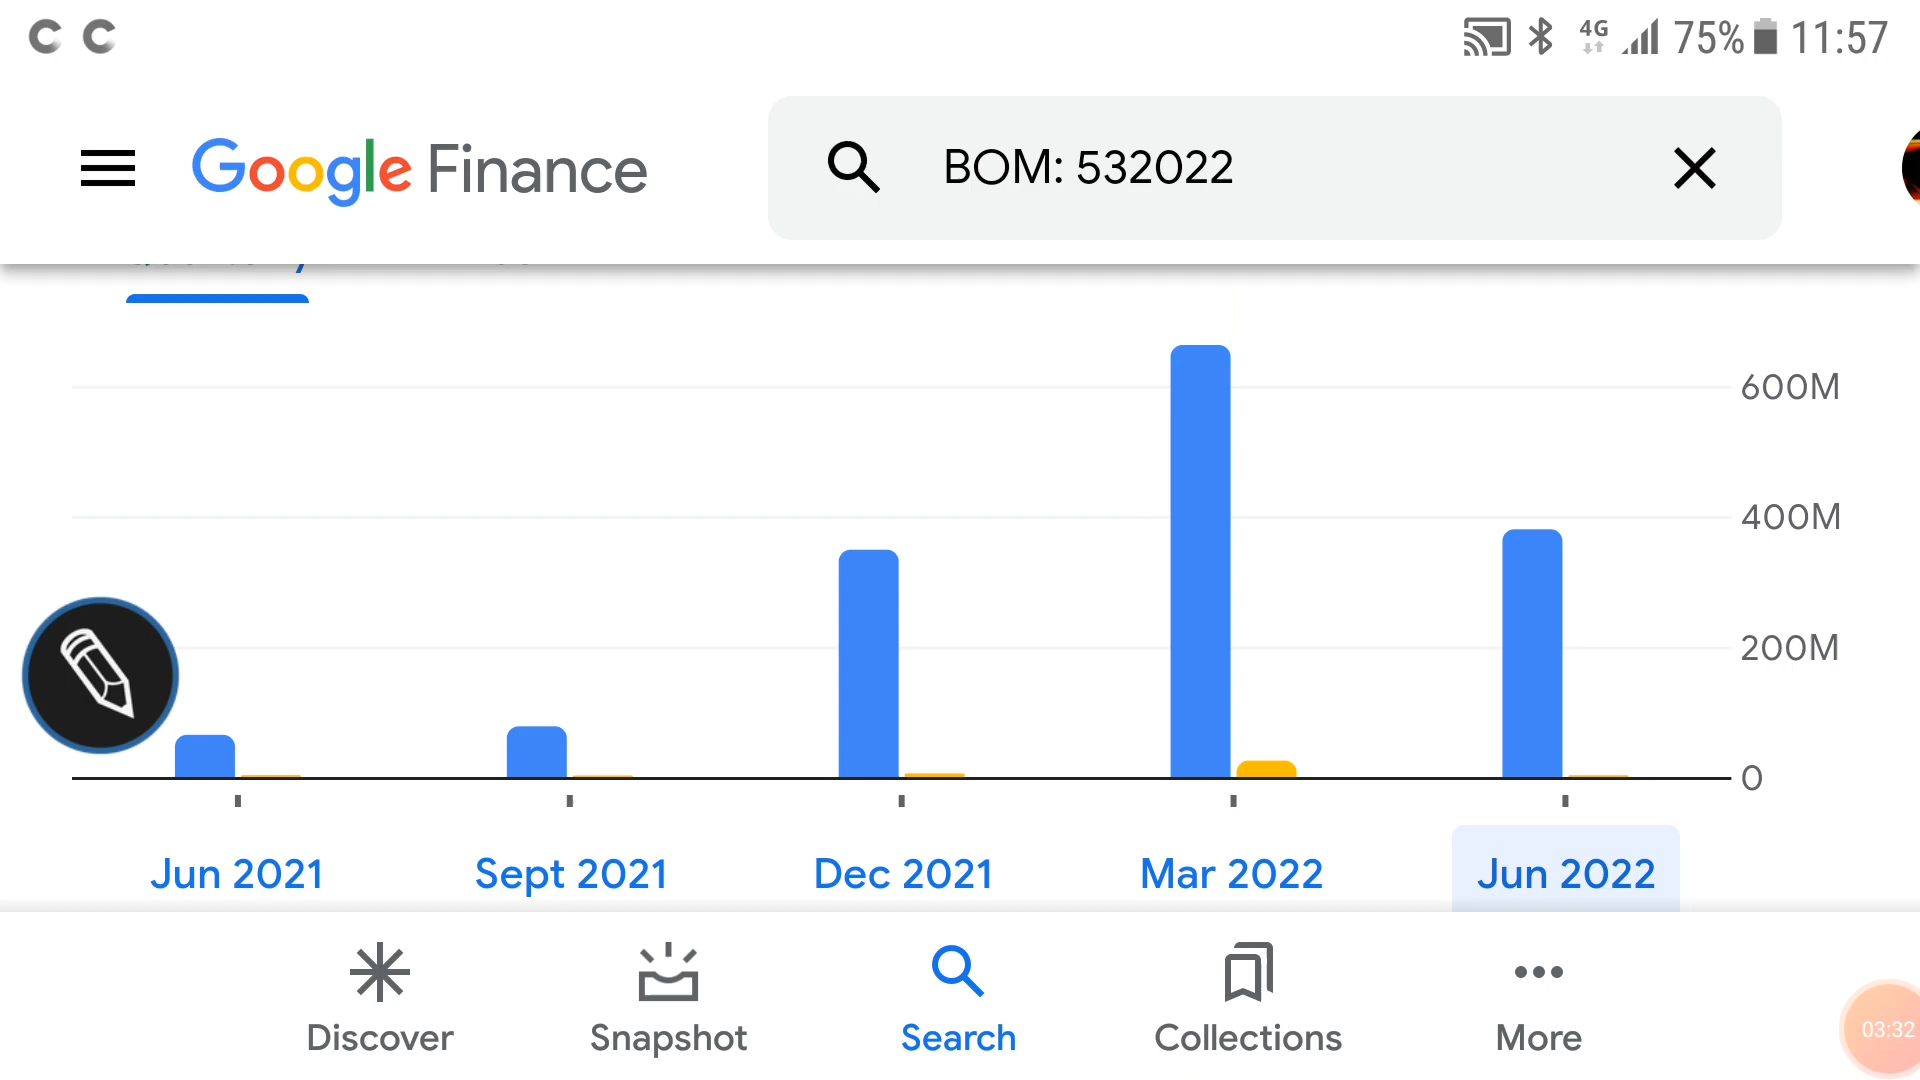 4G 75% 11:57
Google Finance
BOM: 532022
600M
400M
200M
0
Jun 2021 Sept 2021 Dec 2021 Mar 2022 Jun 2022
Discover Snapshot Search Collections More
03:32